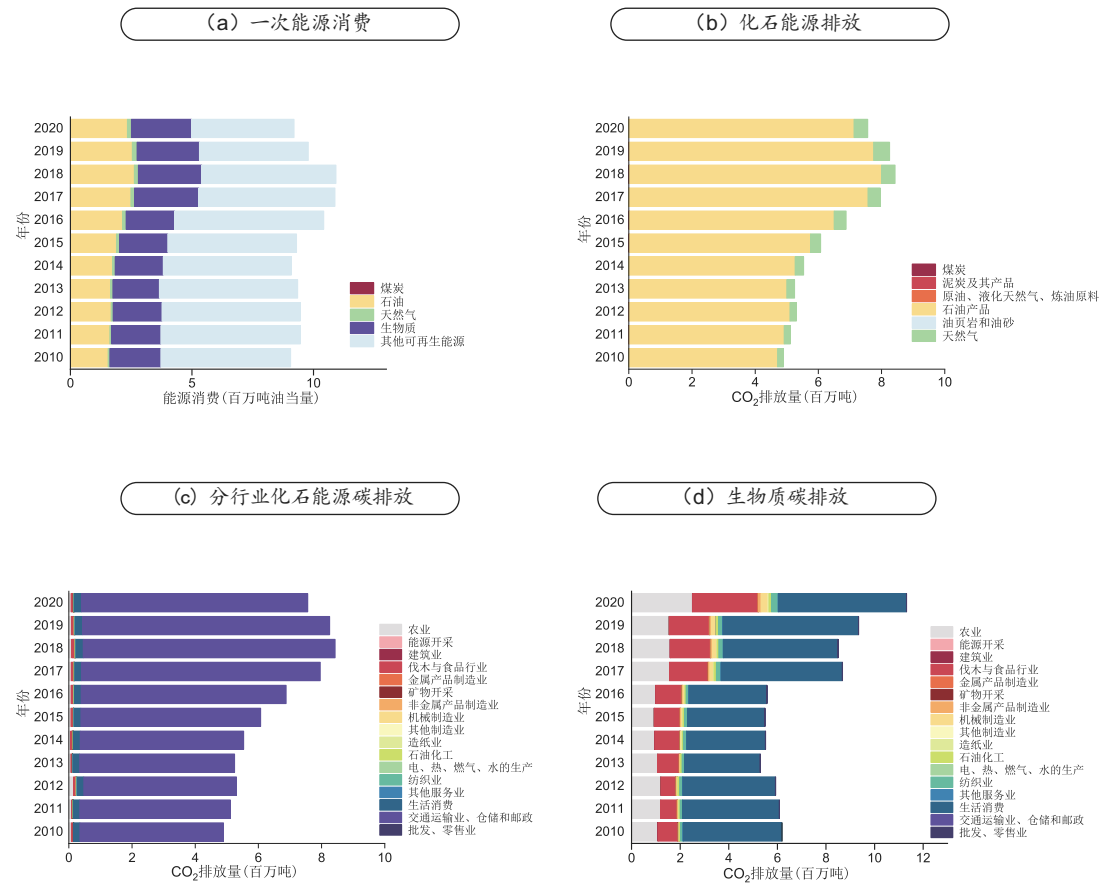 (a) 一次能源消费
2020
2019
2018
2017
2016
2015
2014
2013
2012
2011
2010
年份
0 5 10
能源消费(百万吨油当量)
煤炭
石油
天然气
生物质
其他可再生能源
(b) 化石能源排放
2020
2019
2018
2017
2016
2015
2014
2013
2012
2011
2010
年份
0 2 4 6 8 10
CO₂排放量(百万吨)
煤炭
泥炭及其产品
原油、液化天然气、炼油原料
石油产品
油页岩和油砂
天然气
(c) 分行业化石能源碳排放
2020
2019
2018
2017
2016
2015
2014
2013
2012
2011
2010
年份
0 2 4 6 8 10
CO₂排放量(百万吨)
农业
能源开采
建筑业
伐木与食品行业
金属产品制造业
矿物开采
非金属产品制造业
机械制造业
其他制造业
造纸业
石油化工
电、热、燃气、水的生产
纺织业
其他服务业
生活消费
交通运输业、仓储和邮政
批发、零售业
(d) 生物质碳排放
2020
2019
2018
2017
2016
2015
2014
2013
2012
2011
2010
年份
0 2 4 6 8 10 12
CO₂排放量(百万吨)
农业
能源开采
建筑业
伐木与食品行业
金属产品制造业
矿物开采
非金属产品制造业
机械制造业
其他制造业
造纸业
石油化工
电、热、燃气、水的生产
纺织业
其他服务业
生活消费
交通运输业、仓储和邮政
批发、零售业